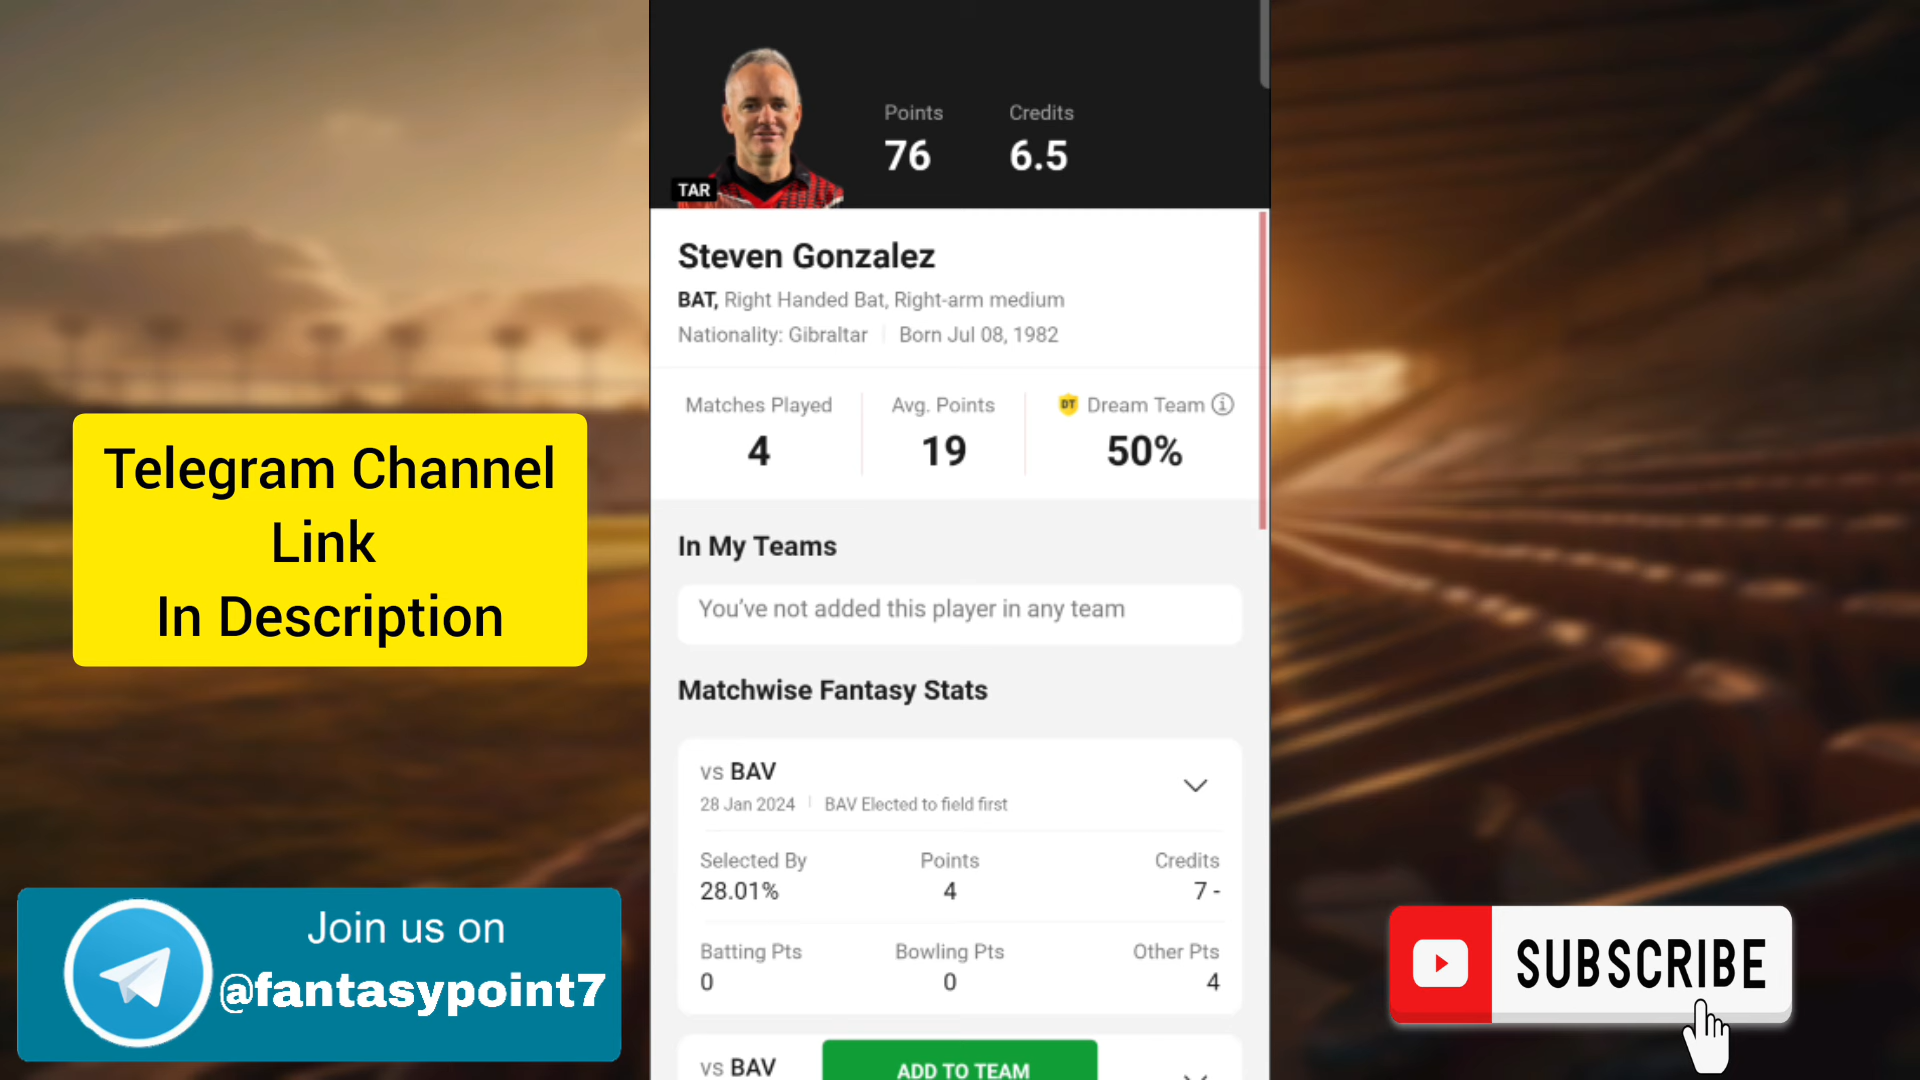 Points
Credits
76
6.5
TAR
Steven Gonzalez
BAT, Right Handed Bat, Right-arm medium
Nationality: Gibraltar
Born Jul 08, 1982
Matches Played
Avg. Points
DT Dream Team
4
19
50%
In My Teams
You've not added this player in any team
Matchwise Fantasy Stats
vs BAV
28 Jan 2024
BAV Elected to field first
Selected By
Points
Credits
28.01%
4
7 -
Batting Pts
Bowling Pts
Other Pts
0
0
4
vs BAV
ADD TO TEAM
Telegram Channel
Link
In Description
Join us on
@fantasypoint7
SUBSCRIBE